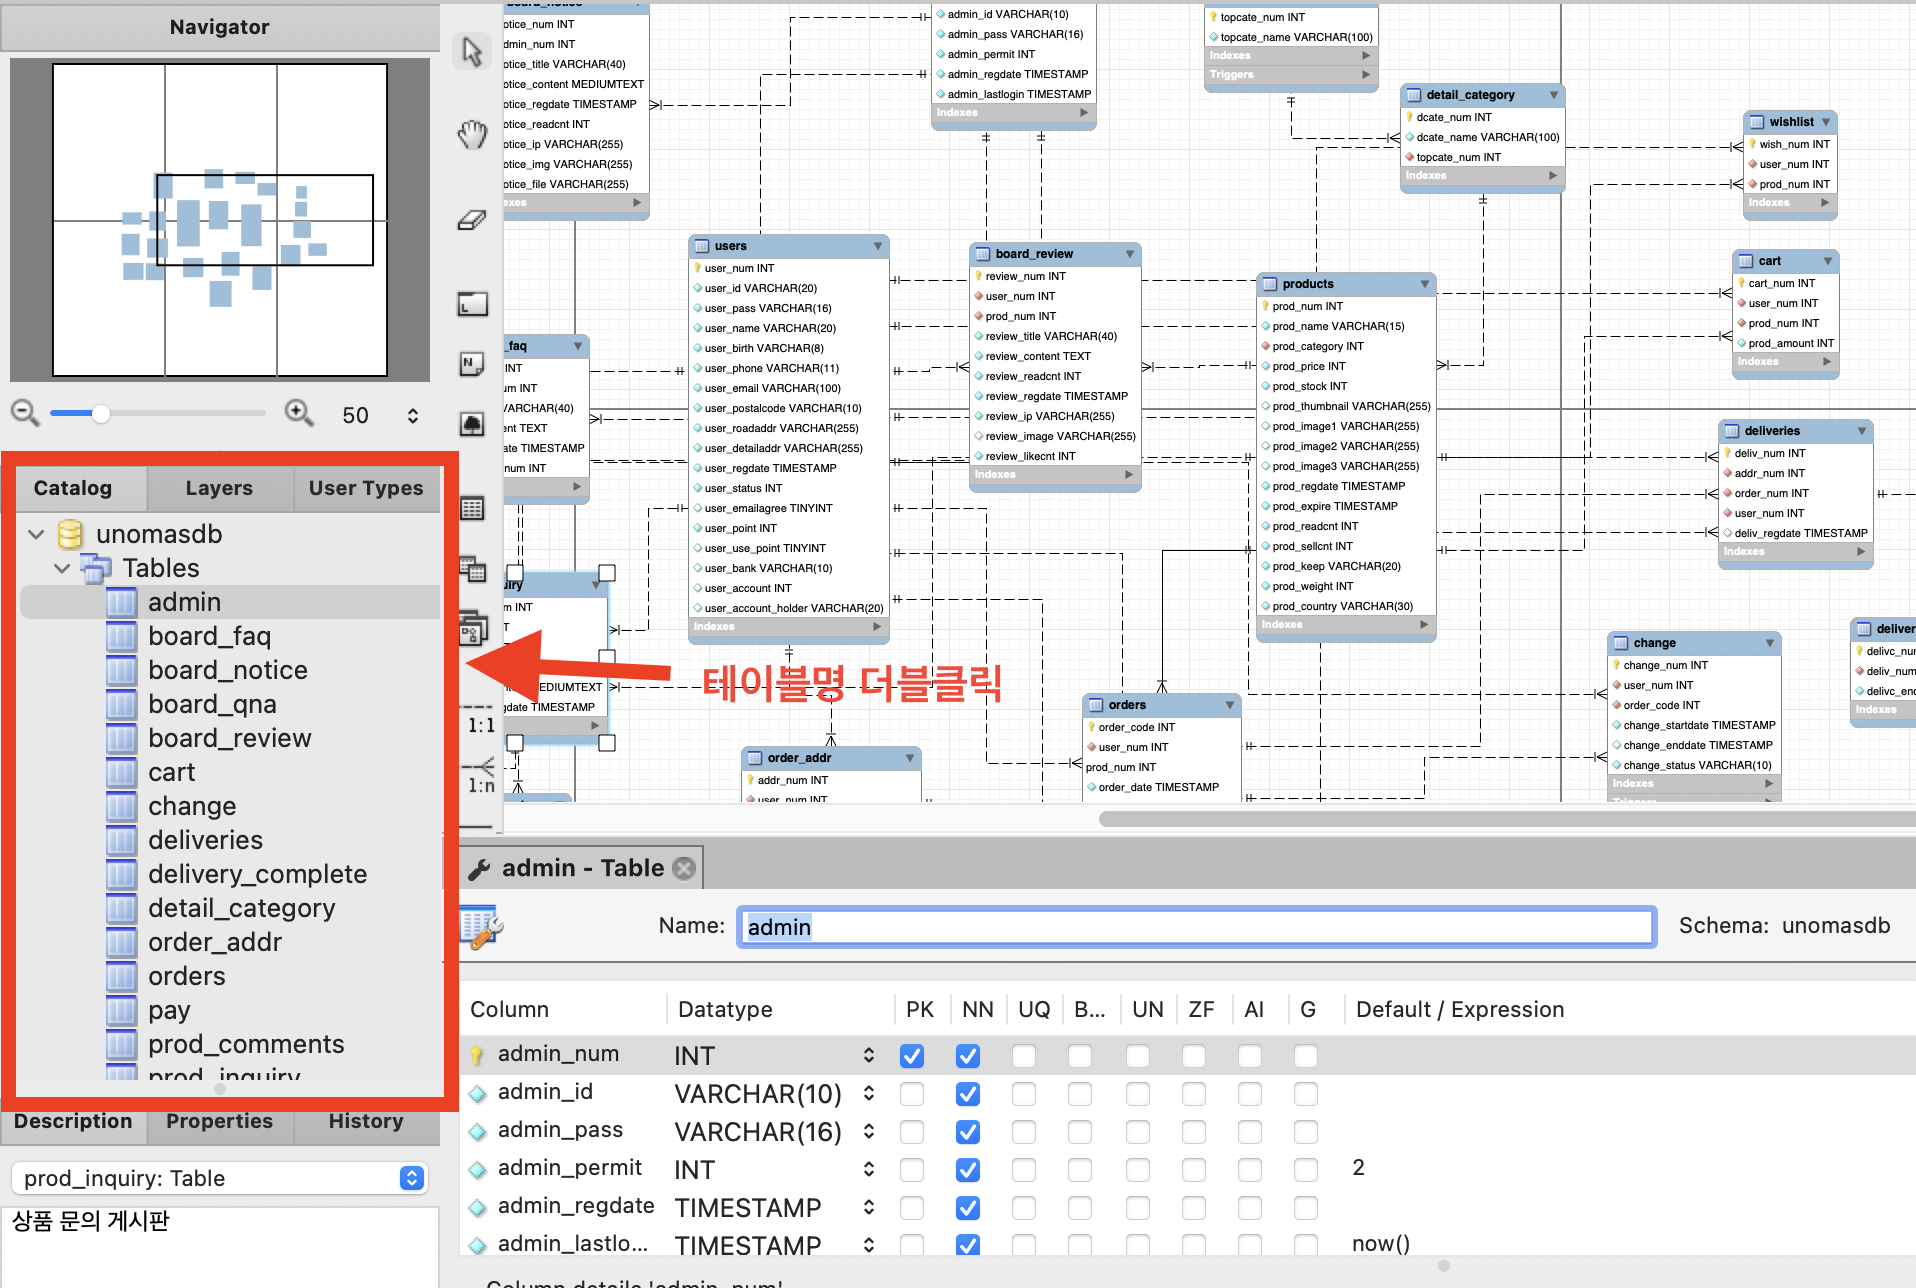 Navigator
50
Catalog
Layers
User Types
unomasdb
Tables
admin
board_faq
board_notice
board_qna
board_review
cart
change
deliveries
delivery_complete
detail_category
order_addr
orders
pay
prod_comments
prod_inquiry
Description
Properties
History
prod_inquiry: Table
상품 문의 게시판
1:1
1:n
otice_num INT
dmin_num INT
otice_title VARCHAR(40)
otice_content MEDIUMTEXT
otice_regdate TIMESTAMP
otice_readcnt INT
otice_ip VARCHAR(255)
otice_img VARCHAR(255)
otice_file VARCHAR(255)
exes
admin_id VARCHAR(10)
admin_pass VARCHAR(16)
admin_permit INT
admin_regdate TIMESTAMP
admin_lastlogin TIMESTAMP
Indexes
topcate_num INT
topcate_name VARCHAR(100)
Indexes
Triggers
detail_category
dcate_num INT
dcate_name VARCHAR(100)
topcate_num INT
Indexes
wishlist
wish_num INT
user_num INT
prod_num INT
Indexes
users
user_num INT
user_id VARCHAR(20)
user_pass VARCHAR(16)
user_name VARCHAR(20)
user_birth VARCHAR(8)
user_phone VARCHAR(11)
user_email VARCHAR(100)
user_postalcode VARCHAR(10)
user_roadaddr VARCHAR(255)
user_detailaddr VARCHAR(255)
user_regdate TIMESTAMP
user_status INT
user_emailagree TINYINT
user_point INT
user_use_point TINYINT
user_bank VARCHAR(10)
user_account INT
user_account_holder VARCHAR(20)
Indexes
board_review
review_num INT
user_num INT
prod_num INT
review_title VARCHAR(40)
review_content TEXT
review_readcnt INT
review_regdate TIMESTAMP
review_ip VARCHAR(255)
review_image VARCHAR(255)
review_likecnt INT
Indexes
products
prod_num INT
prod_name VARCHAR(15)
prod_category INT
prod_price INT
prod_stock INT
prod_thumbnail VARCHAR(255)
prod_image1 VARCHAR(255)
prod_image2 VARCHAR(255)
prod_image3 VARCHAR(255)
prod_regdate TIMESTAMP
prod_expire TIMESTAMP
prod_readcnt INT
prod_sellcnt INT
prod_keep VARCHAR(20)
prod_weight INT
prod_country VARCHAR(30)
Indexes
cart
cart_num INT
user_num INT
prod_num INT
prod_amount INT
Indexes
deliveries
deliv_num INT
addr_num INT
order_num INT
user_num INT
deliv_regdate TIMESTAMP
Indexes
_faq
INT
um INT
VARCHAR(40)
ent TEXT
ate TIMESTAMP
num INT
iry
m INT
T
MEDIUMTEXT
gdate TIMESTAMP
테이블명 더블클릭
order_addr
addr_num INT
user_num INT
orders
order_code INT
user_num INT
prod_num INT
order_date TIMESTAMP
change
change_num INT
user_num INT
order_code INT
change_startdate TIMESTAMP
change_enddate TIMESTAMP
change_status VARCHAR(10)
Indexes
Triggers
deliver
delivc_nu
deliv_num
delivc_enc
Indexes
admin - Table
Name: admin
Schema: unomasdb
Column Datatype PK NN UQ B... UN ZF AI G Default / Expression
admin_num INT
admin_id VARCHAR(10)
admin_pass VARCHAR(16)
admin_permit INT 2
admin_regdate TIMESTAMP
admin_lastlo... TIMESTAMP now()
Column details 'admin_num'